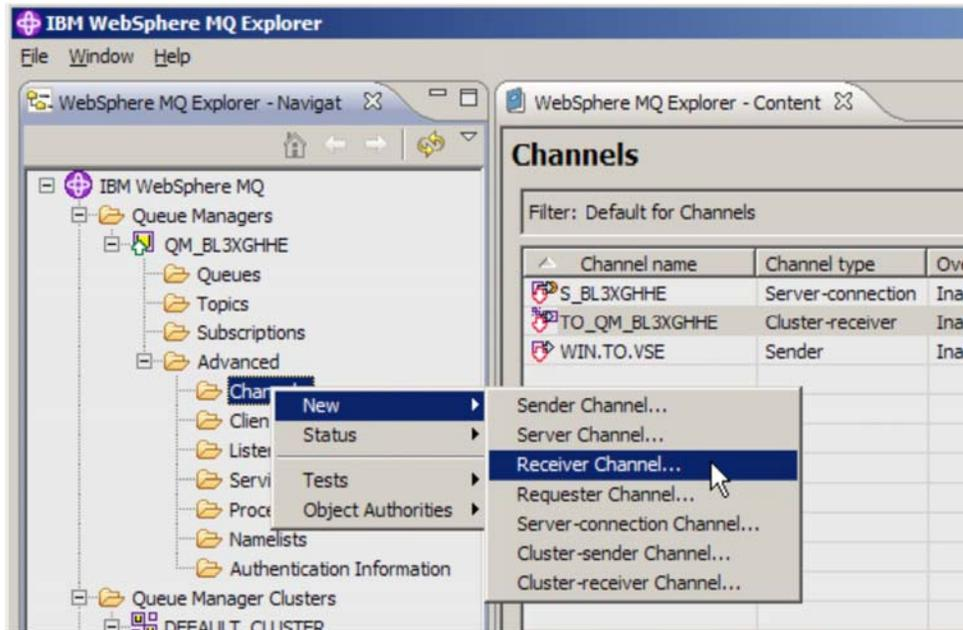 IBM WebSphere MQ Explorer
File Window Help
WebSphere MQ Explorer - Navigat
IBM WebSphere MQ
Queue Managers
QM_BL3XGHHE
Queues
Topics
Subscriptions
Advanced
Chan
Clien
Lister
Servi
Proce
Namelists
Authentication Information
Queue Manager Clusters
DEFAULT_CLUSTER
New
Status
Tests
Object Authorities
Sender Channel...
Server Channel...
Receiver Channel...
Requester Channel...
Server-connection Channel...
Cluster-sender Channel...
Cluster-receiver Channel...
WebSphere MQ Explorer - Content
Channels
Filter: Default for Channels
Channel name Channel type Ove
S_BL3XGHHE Server-connection Ina
TO_QM_BL3XGHHE Cluster-receiver Ina
WIN.TO.VSE Sender Ina